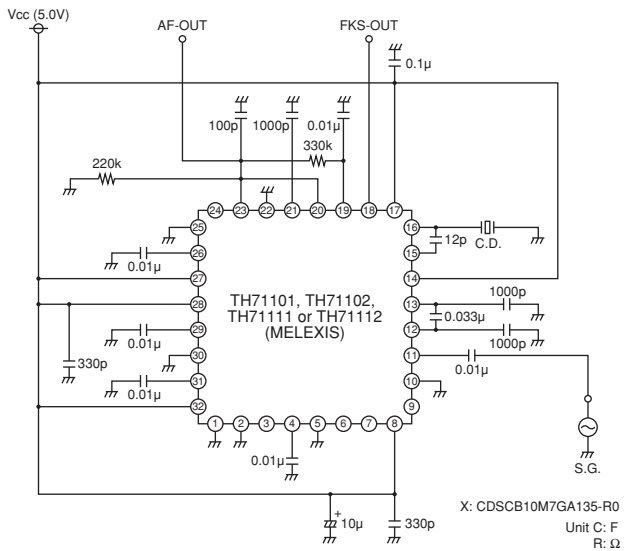 Vcc (5.0V)
AF-OUT
FKS-OUT
0.1μ
100p
1000p
0.01μ
330k
220k
24
23
22
21
20
19
18
17
25
26
27
28
29
30
31
32
16
15
14
13
12
11
10
9
1
2
3
4
5
6
7
8
0.01μ
12p
C.D.
TH71101, TH71102,
TH71111 or TH71112
(MELEXIS)
1000p
0.033μ
1000p
0.01μ
330p
0.01μ
0.01μ
0.01μ
S.G.
+
10μ
330p
X: CDSCB10M7GA135-R0
Unit C: F
R: Ω